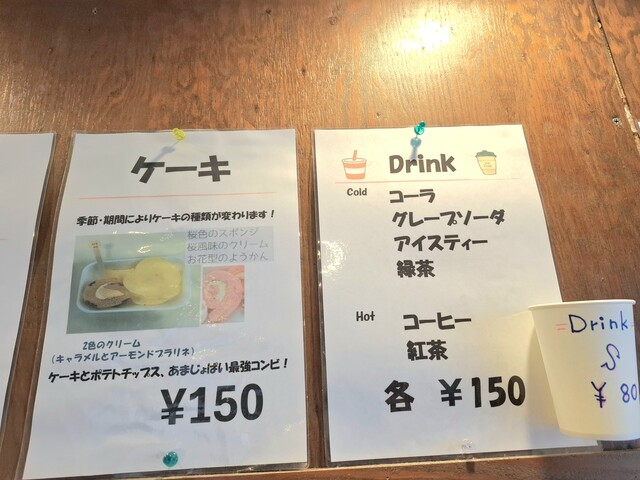 ケーキ
季節・期間によりケーキの種類が変わります!
桜色のスポンジ
桜風味のクリーム
お花型のようかん
2色のクリーム
(キャラメルとアーモンドプラリネ)
ケーキとポテトチップス、あまじょぱい最強コンビ!
¥150
Drink
Cold
コーラ
グレープソーダ
アイスティー
緑茶
Hot
コーヒー
紅茶
各 ¥150
=Drink
S
¥ 80